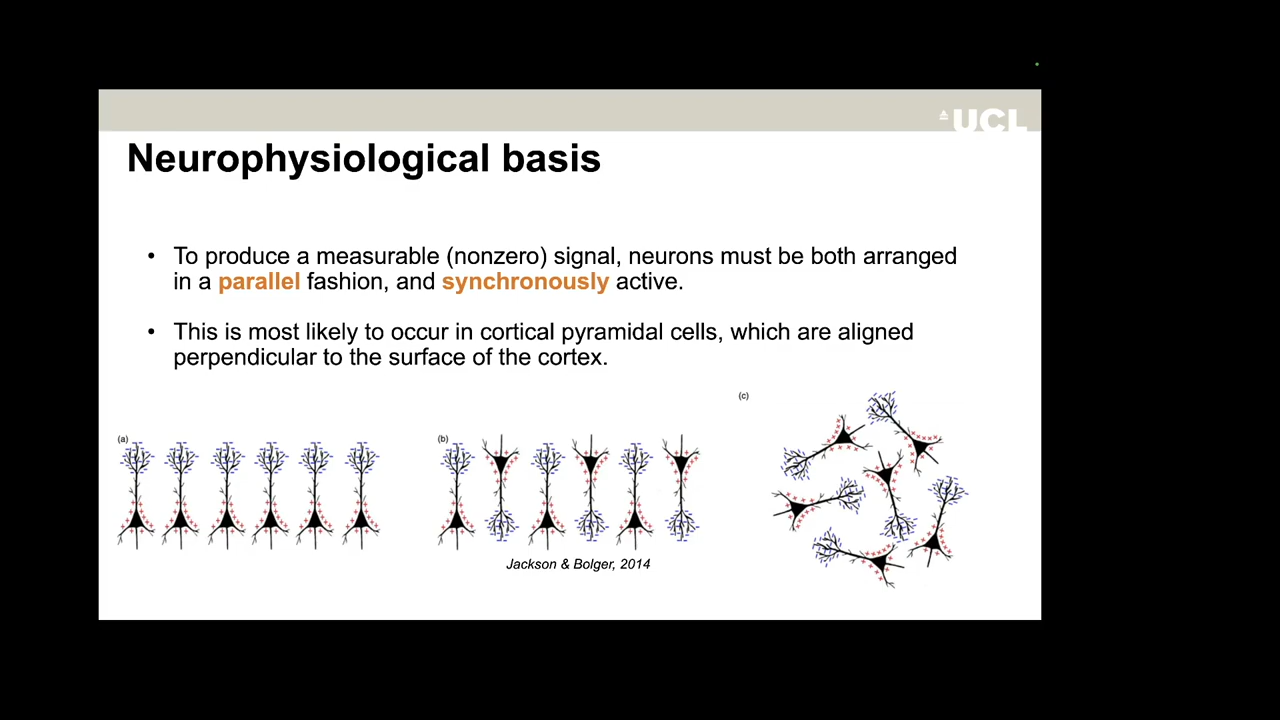 UCL
Neurophysiological basis
• To produce a measurable (nonzero) signal, neurons must be both arranged
in a parallel fashion, and synchronously active.
• This is most likely to occur in cortical pyramidal cells, which are aligned
perpendicular to the surface of the cortex.
(a)
(b)
(c)
Jackson & Bolger, 2014